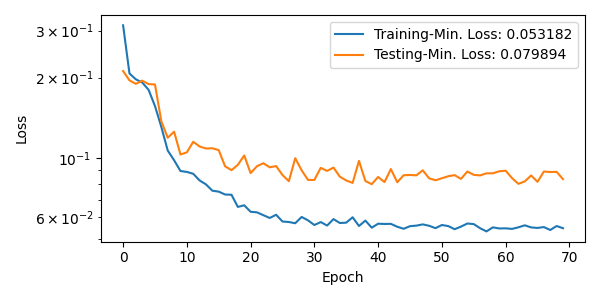 3 × 10⁻¹
2 × 10⁻¹
10⁻¹
6 × 10⁻²
Loss
Training-Min. Loss: 0.053182
Testing-Min. Loss: 0.079894
0 10 20 30 40 50 60 70
Epoch